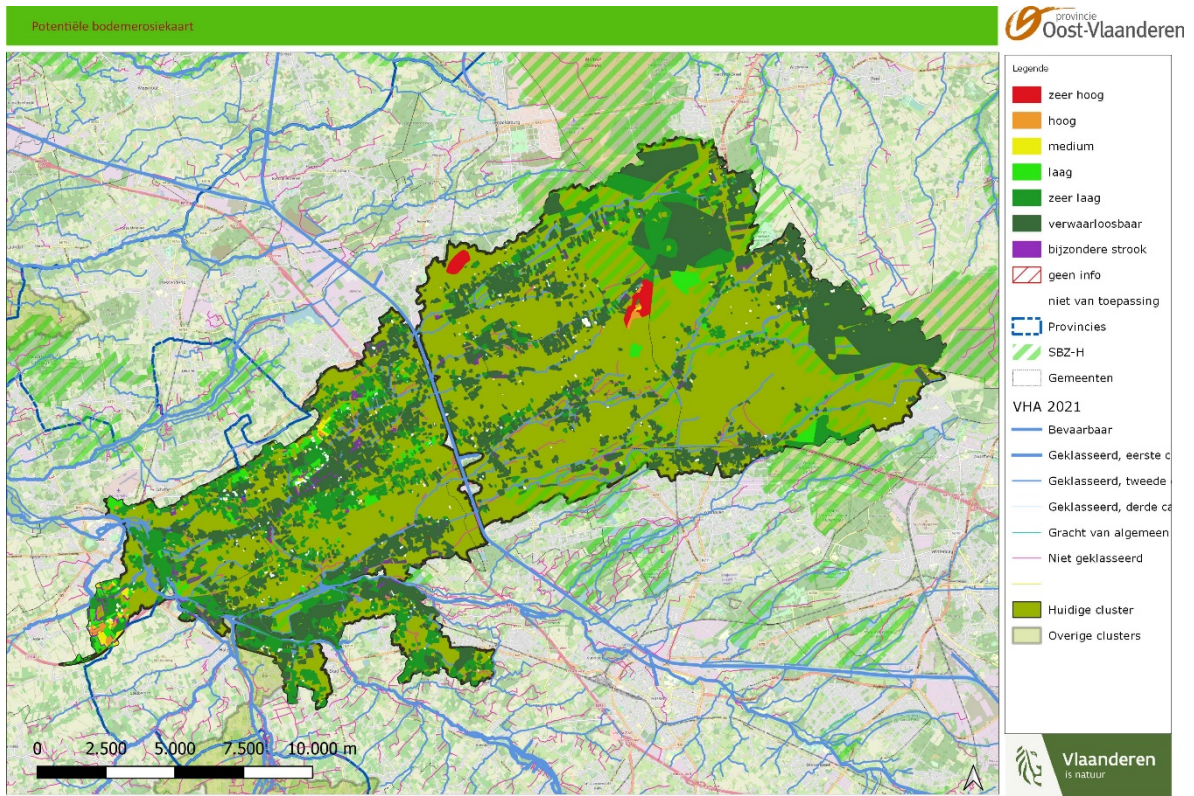 Potentiële bodemerosiekaart
provincie
Oost-Vlaanderen
Legende
zeer hoog
hoog
medium
laag
zeer laag
verwaarloosbaar
bijzondere strook
geen info
niet van toepassing
Provincies
SBZ-H
Gemeenten
VHA 2021
Bevaarbaar
Geklasseerd, eerste c
Geklasseerd, tweede
Geklasseerd, derde ca
Gracht van algemeen
Niet geklasseerd
Huidige cluster
Overige clusters
0 2.500 5.000 7.500 10.000 m
Vlaanderen
is natuur